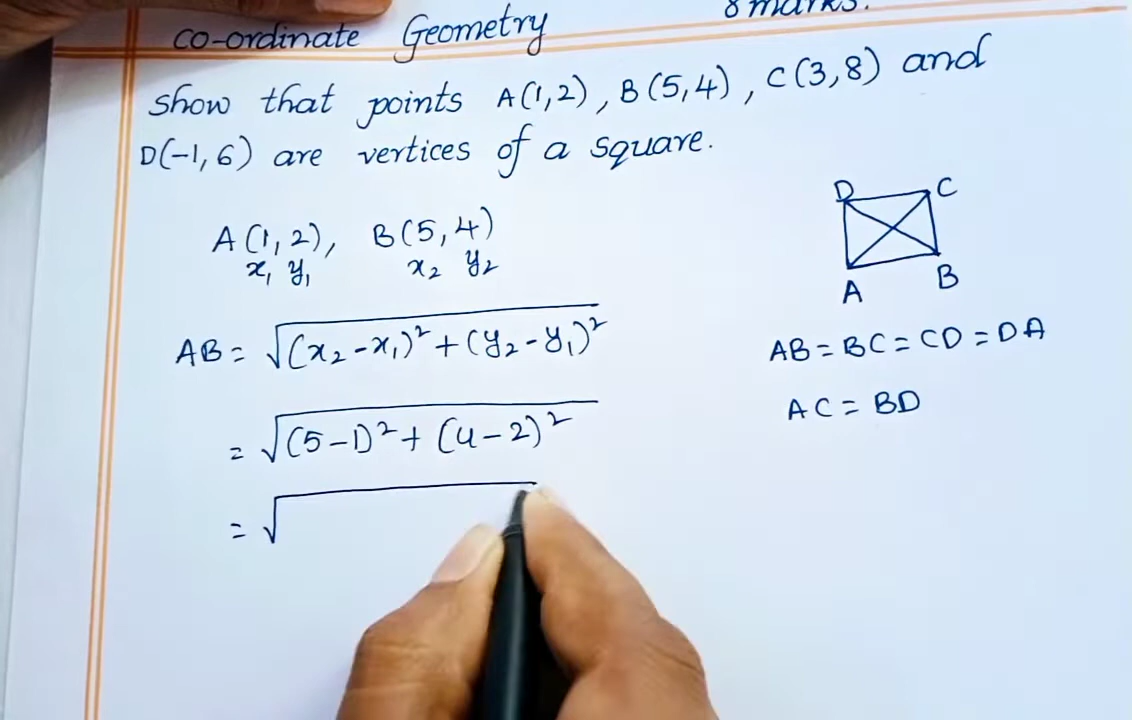 8 marks.
co-ordinate Geometry
show that points A(1,2), B(5,4), C(3,8) and
D(-1,6) are vertices of a square.
A(1,2), B(5,4)
x₁ y₁ x₂ y₂
D C
A B
AB = √(x₂-x₁)²+(y₂-y₁)²
AB = BC = CD = DA
= √(5-1)²+(4-2)²
AC = BD
= √